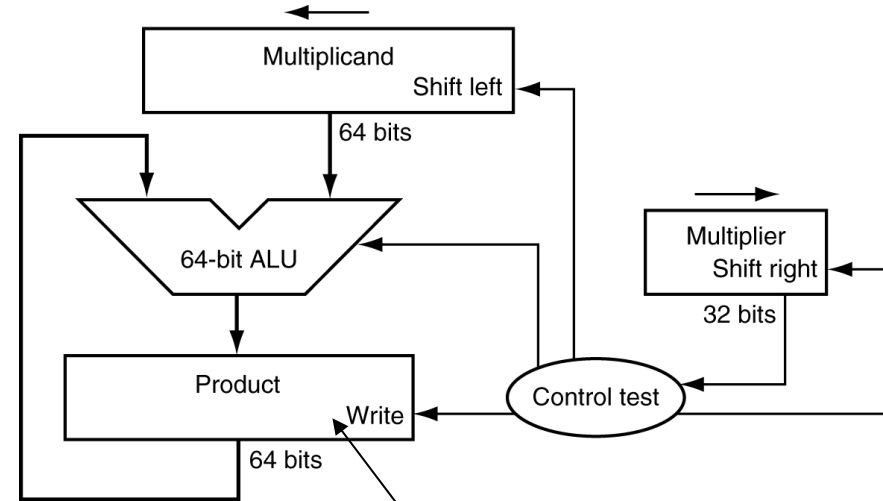 Multiplicand
Shift left
64 bits
64-bit ALU
Multiplier
Shift right
32 bits
Product
Write
Control test
64 bits